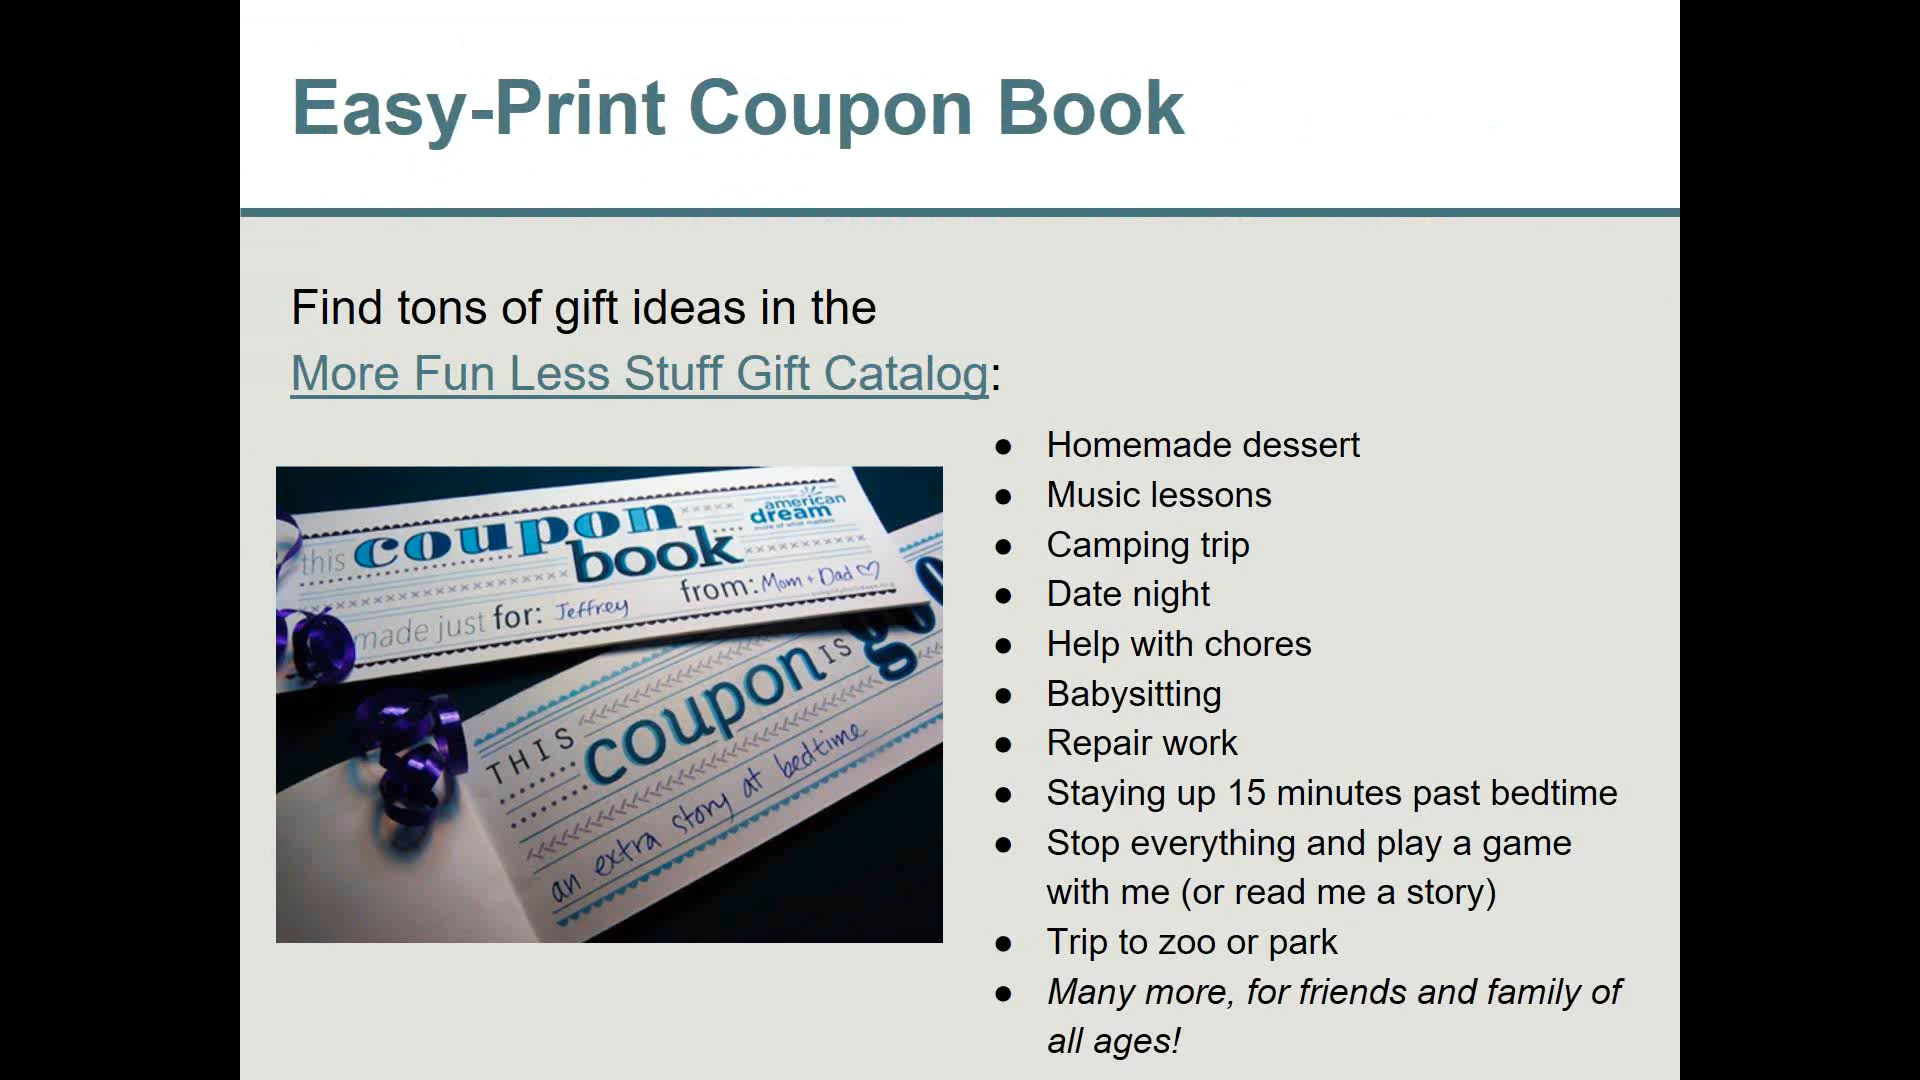 Easy-Print Coupon Book
Find tons of gift ideas in the
More Fun Less Stuff Gift Catalog:
this coupon
book
american
dream
made just for: Jeffrey
from: Mom + Dad
THIS coupon IS
an extra story at bedtime
● Homemade dessert
● Music lessons
● Camping trip
● Date night
● Help with chores
● Babysitting
● Repair work
● Staying up 15 minutes past bedtime
● Stop everything and play a game
with me (or read me a story)
● Trip to zoo or park
● Many more, for friends and family of
all ages!